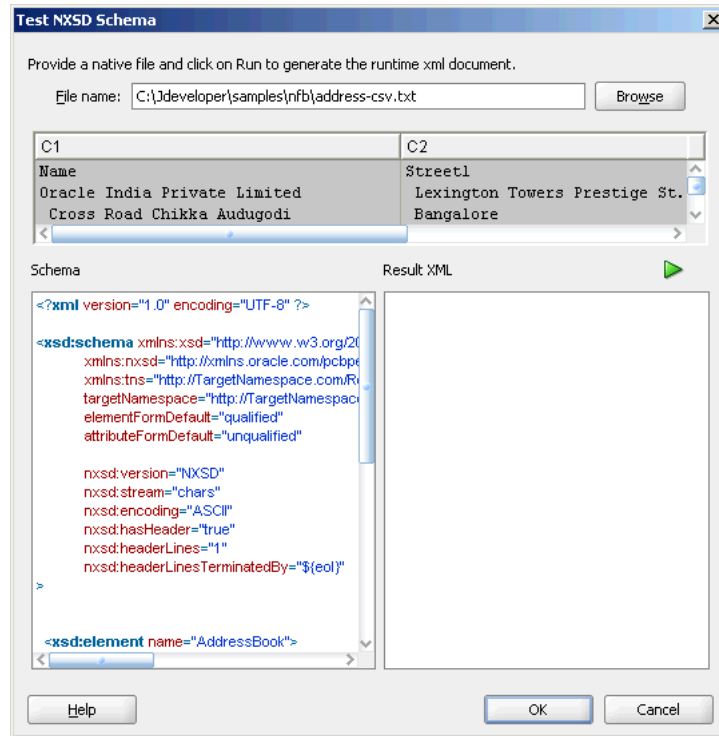 Test NXSD Schema
Provide a native file and click on Run to generate the runtime xml document.
File name: C:\Jdeveloper\samples\nfb\address-csv.txt Browse
C1 C2
Name Street1
Oracle India Private Limited Lexington Towers Prestige St.
Cross Road Chikka Audugodi Bangalore
Schema Result XML
<?xml version="1.0" encoding="UTF-8" ?>
<xsd:schema xmlns:xsd="http://www.w3.org/20
xmlns:nxsd="http://xmlns.oracle.com/pcbpe
xmlns:tns="http://TargetNamespace.com/R
targetNamespace="http://TargetNamespac
elementFormDefault="qualified"
attributeFormDefault="unqualified"
nxsd:version="NXSD"
nxsd:stream="chars"
nxsd:encoding="ASCII"
nxsd:hasHeader="true"
nxsd:headerLines="1"
nxsd:headerLinesTerminatedBy="${eol}"
>
<xsd:element name="AddressBook">
Help OK Cancel